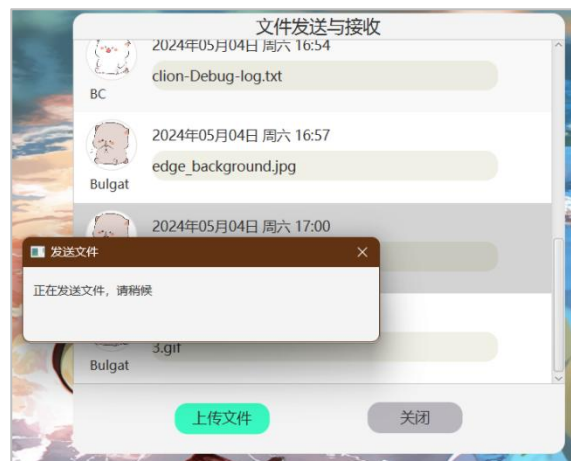 文件发送与接收
2024年05月04日 周六 16:54
clion-Debug-log.txt
BC
2024年05月04日 周六 16:57
edge_background.jpg
Bulgat
2024年05月04日 周六 17:00
发送文件
正在发送文件，请稍候
3.gif
Bulgat
上传文件
关闭